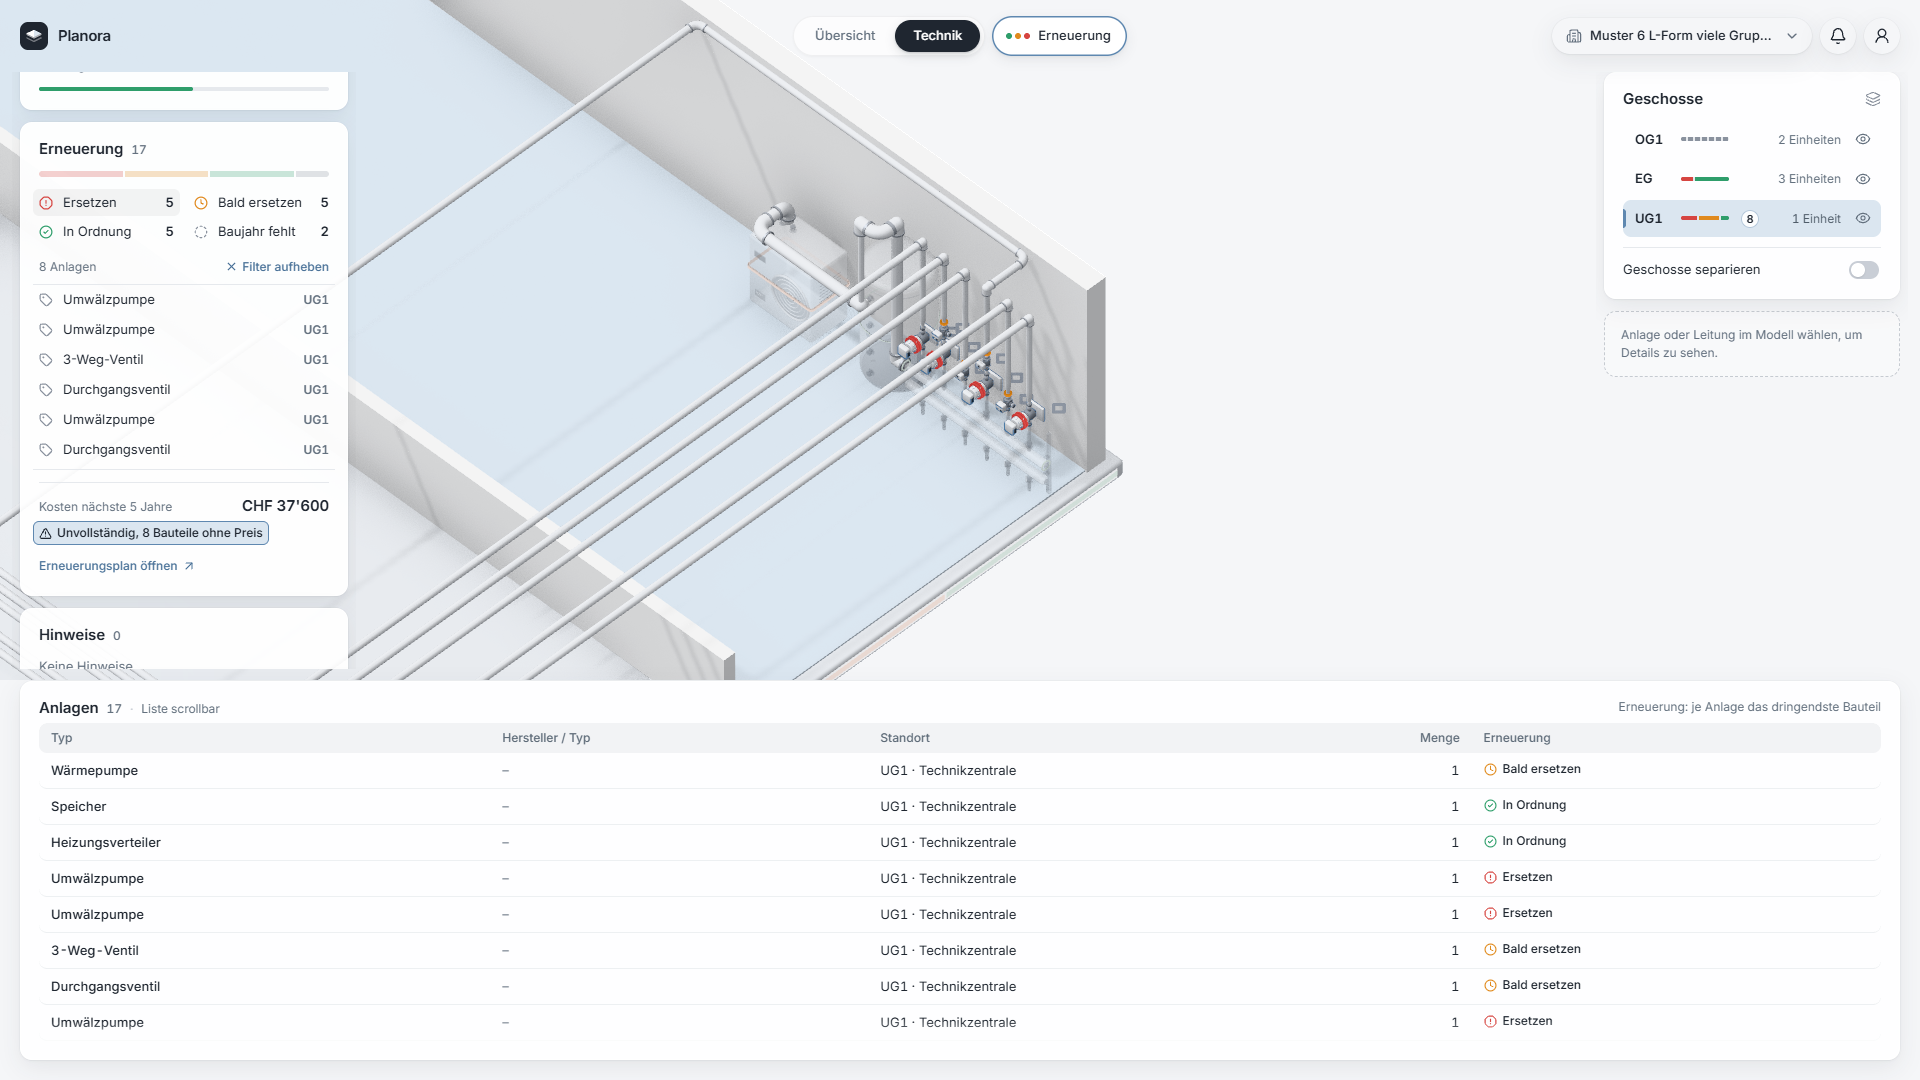 Planora
Übersicht
Technik
Erneuerung
Muster 6 L-Form viele Grup...
Erneuerung 17
Ersetzen 5
Bald ersetzen 5
In Ordnung 5
Baujahr fehlt 2
8 Anlagen
Filter aufheben
Umwälzpumpe UG1
Umwälzpumpe UG1
3-Weg-Ventil UG1
Durchgangsventil UG1
Umwälzpumpe UG1
Durchgangsventil UG1
Kosten nächste 5 Jahre CHF 37'600
Unvollständig, 8 Bauteile ohne Preis
Erneuerungsplan öffnen
Hinweise 0
Keine Hinweise
Geschosse
OG1 2 Einheiten
EG 3 Einheiten
UG1 8 1 Einheit
Geschosse separieren
Anlage oder Leitung im Modell wählen, um
Details zu sehen.
Anlagen 17 · Liste scrollbar
Erneuerung: je Anlage das dringendste Bauteil
Typ Hersteller / Typ Standort Menge Erneuerung
Wärmepumpe – UG1 · Technikzentrale 1 Bald ersetzen
Speicher – UG1 · Technikzentrale 1 In Ordnung
Heizungsverteiler – UG1 · Technikzentrale 1 In Ordnung
Umwälzpumpe – UG1 · Technikzentrale 1 Ersetzen
Umwälzpumpe – UG1 · Technikzentrale 1 Ersetzen
3-Weg-Ventil – UG1 · Technikzentrale 1 Bald ersetzen
Durchgangsventil – UG1 · Technikzentrale 1 Bald ersetzen
Umwälzpumpe – UG1 · Technikzentrale 1 Ersetzen